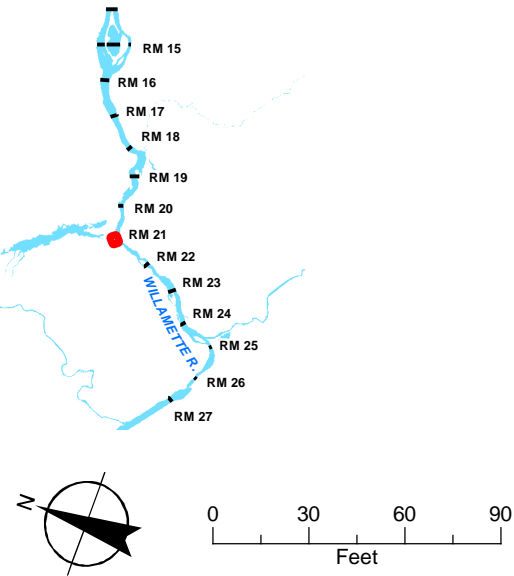 RM 15
RM 16
RM 17
RM 18
RM 19
RM 20
RM 21
RM 22
RM 23
WILLAMETTE R.
RM 24
RM 25
RM 26
RM 27
N
0 30 60 90
Feet